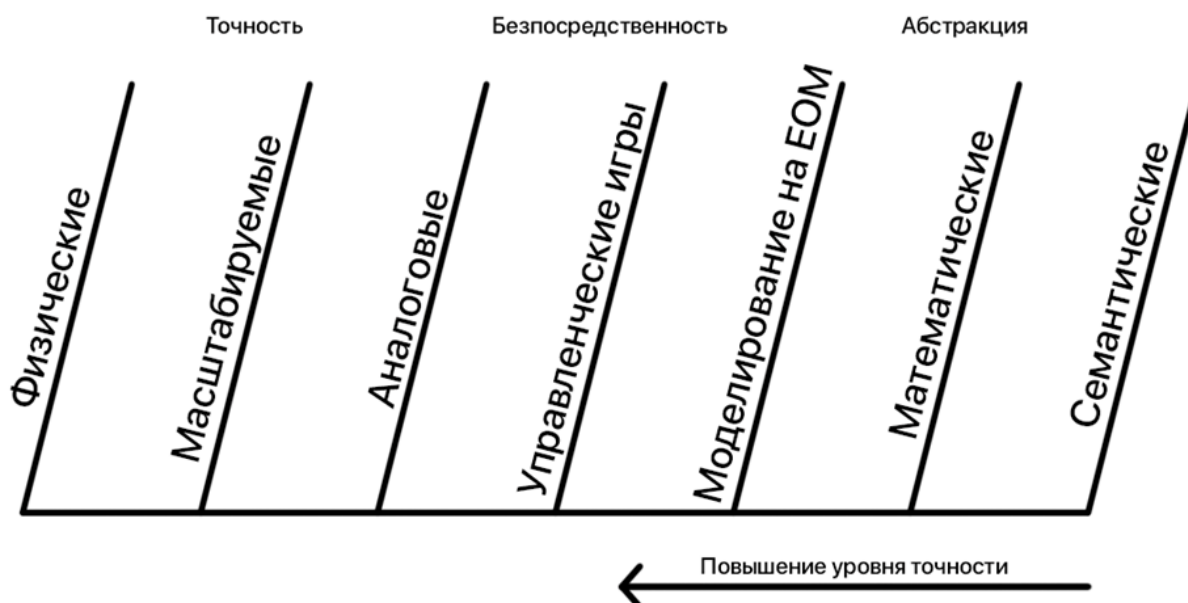 Точность
Безпосредственность
Абстракция
Физические
Масштабируемые
Аналоговые
Управленческие игры
Моделирование на ЕОМ
Математические
Семантические
Повышение уровня точности